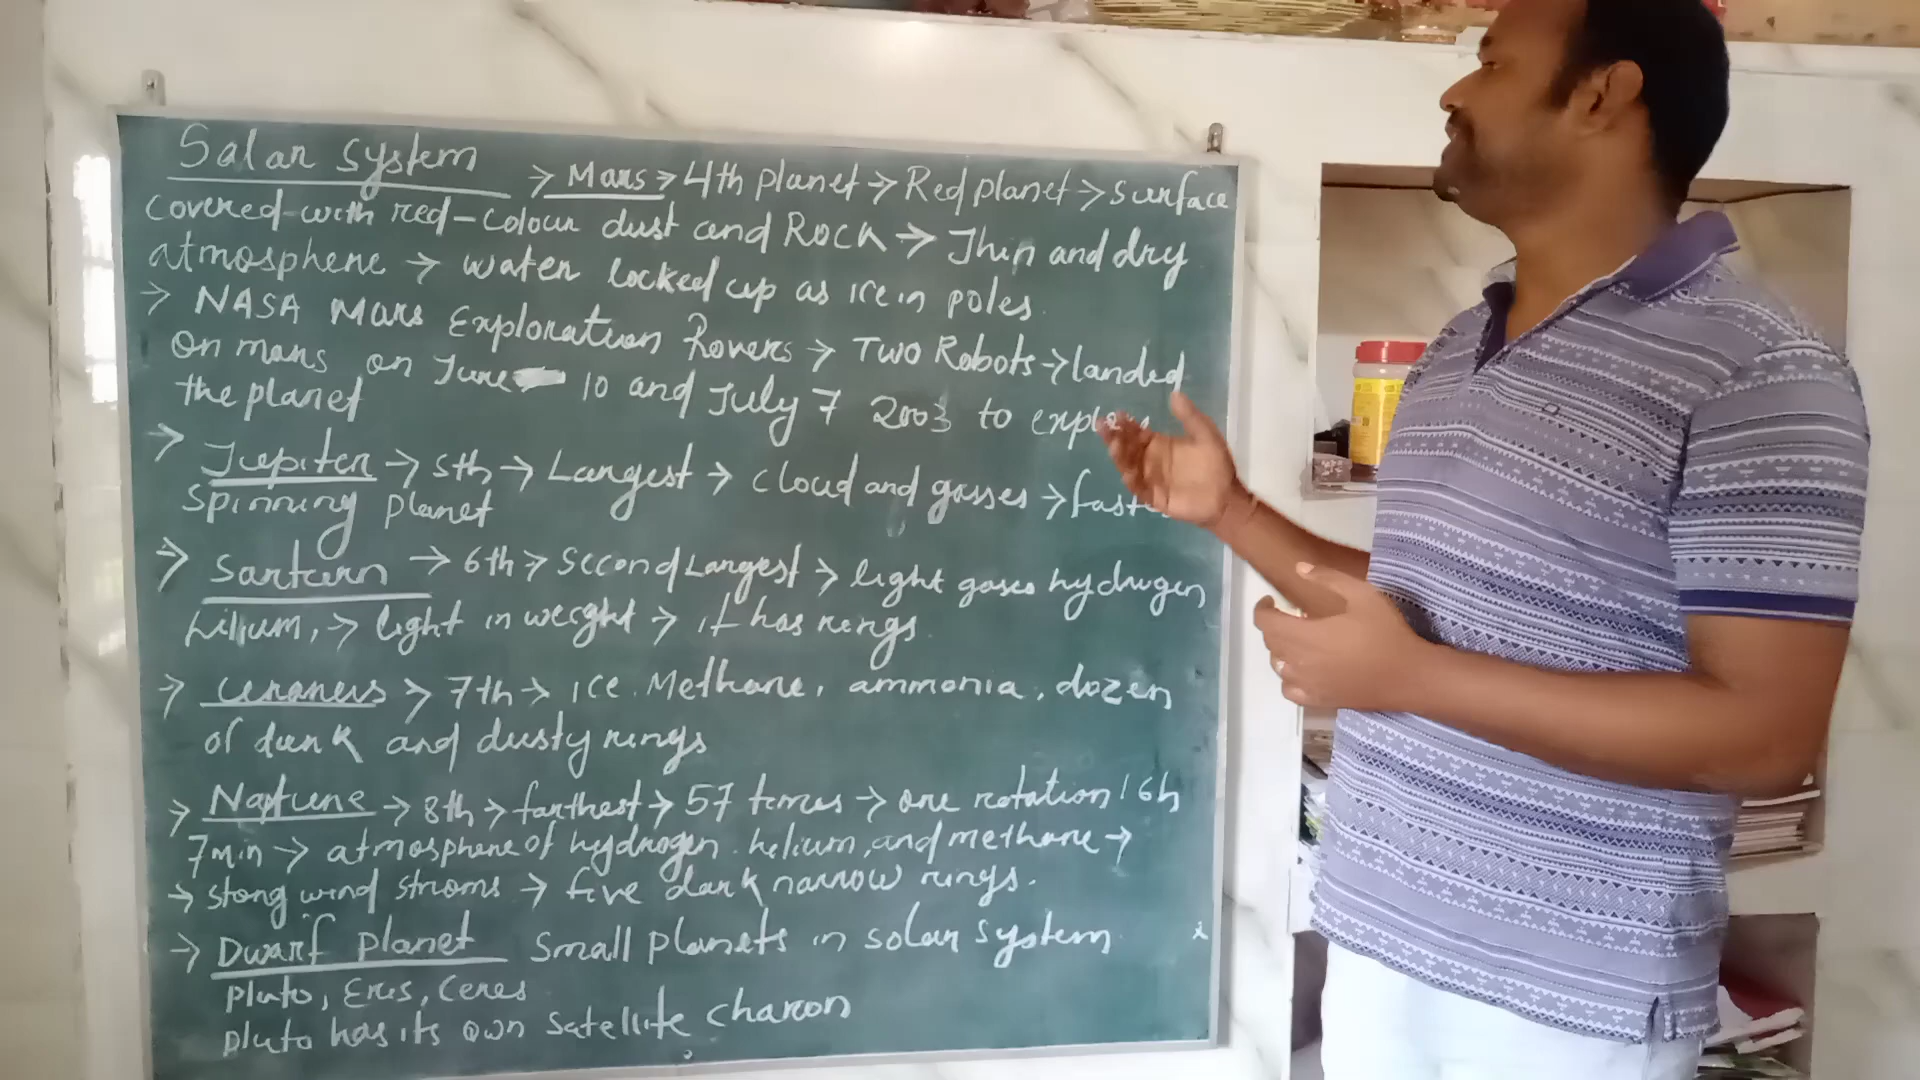 Solar System
→ Mars → 4th planet → Red planet → surface
covered with red-colour dust and Rock → Thin and dry
atmosphere → water locked up as ice in poles.
→ NASA Mars Exploration Rovers → Two Robots → landed
on mars on June 10 and July 7 2003 to explore
the planet
→ Jupiter → 5th → Largest → cloud and gasses → fast
spinning planet
→ Santurn → 6th → Second Largest → light gases hydrogen
Lilium, → light in weight → it has rings.
→ uranus → 7th → ice. Methane, ammonia, dozen
of dark and dusty rings
→ Naptune → 8th → farthest → 57 times → one rotation 16h
7min → atmosphere of hydrogen. helium, and methane →
→ stong wind stroms → five dark narrow rings.
→ Dwarf planet small planets in solar system
Pluto, Eris, Ceres
pluto has its own satellite charon